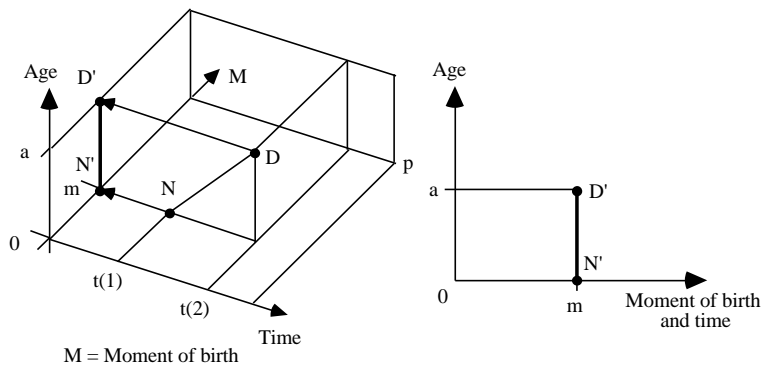 Age
D'
M
a
N'
m
N
D
p
0
t(1)
t(2)
Time
M = Moment of birth
Age
a
D'
N'
0
m
Moment of birth
and time